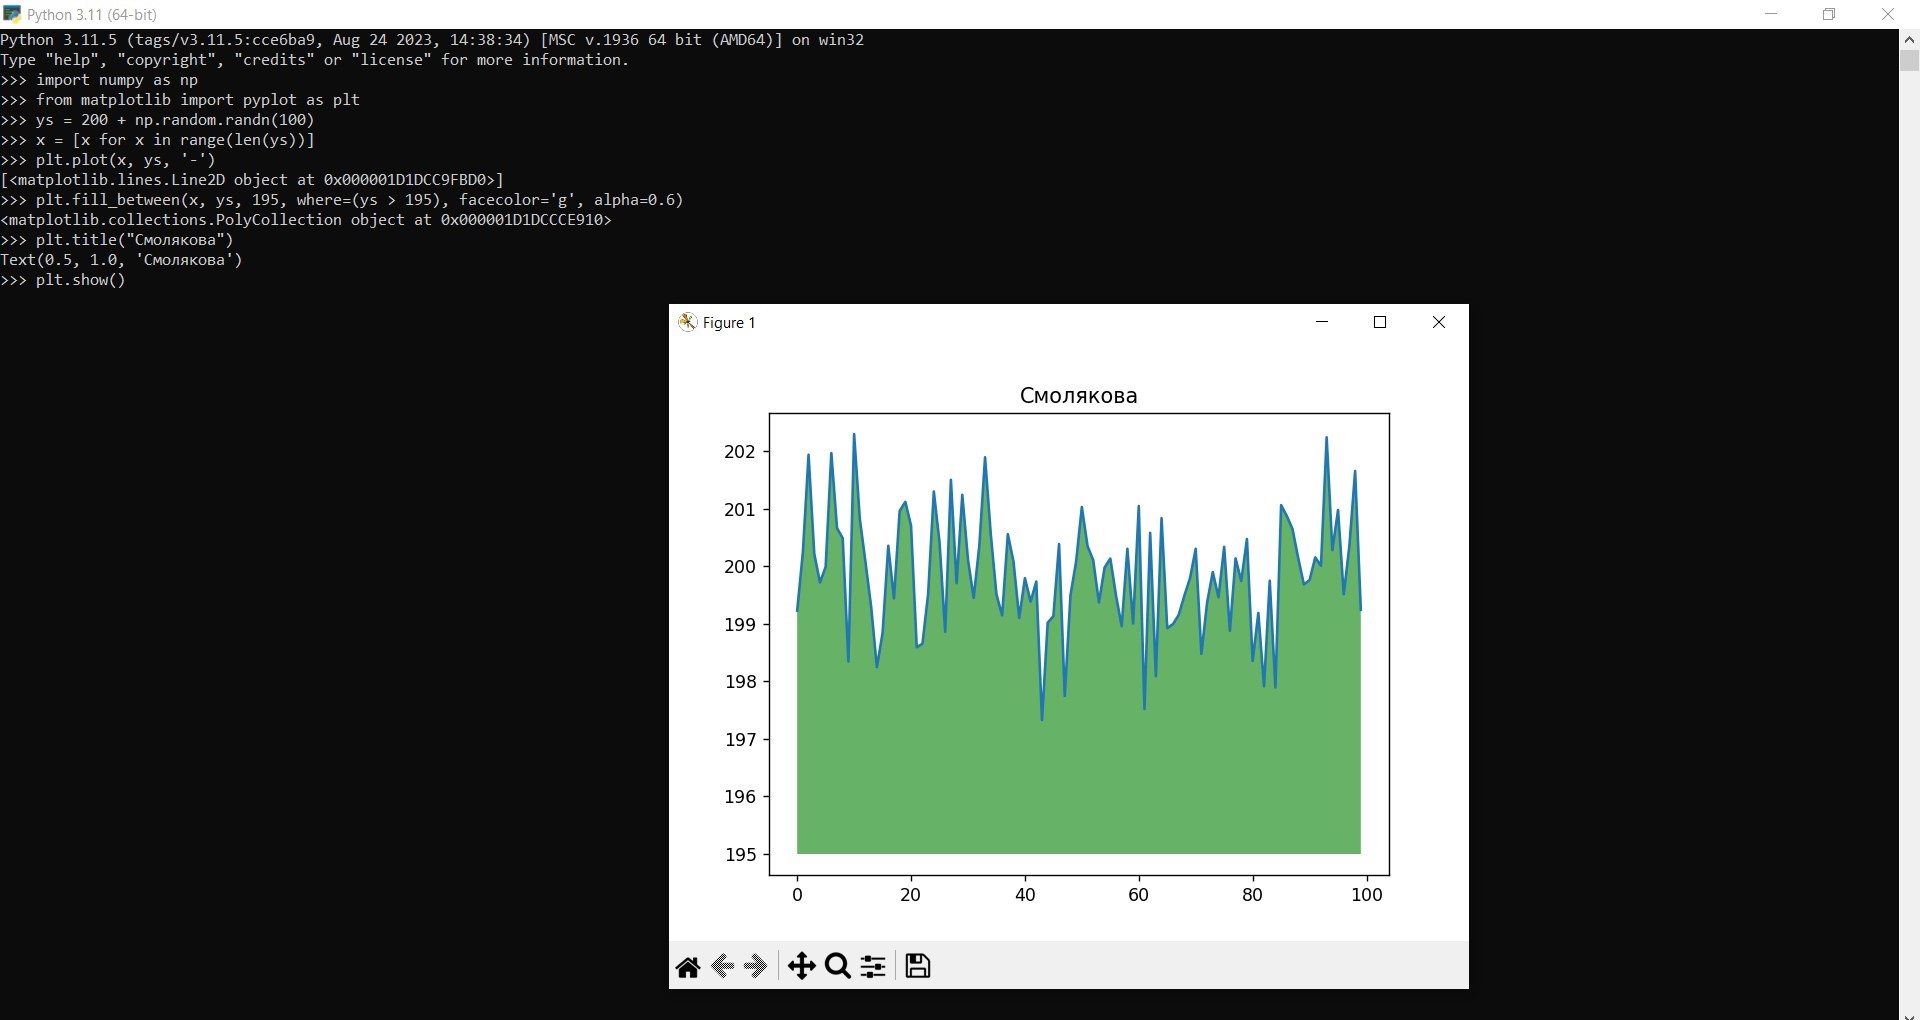 Python 3.11 (64-bit)
Python 3.11.5 (tags/v3.11.5:cce6ba9, Aug 24 2023, 14:38:34) [MSC v.1936 64 bit (AMD64)] on win32
Type "help", "copyright", "credits" or "license" for more information.
>>> import numpy as np
>>> from matplotlib import pyplot as plt
>>> ys = 200 + np.random.randn(100)
>>> x = [x for x in range(len(ys))]
>>> plt.plot(x, ys, '-')
[<matplotlib.lines.Line2D object at 0x000001D1DCC9FBD0>]
>>> plt.fill_between(x, ys, 195, where=(ys > 195), facecolor='g', alpha=0.6)
<matplotlib.collections.PolyCollection object at 0x000001D1DCCCE910>
>>> plt.title("Смолякова")
Text(0.5, 1.0, 'Смолякова')
>>> plt.show()
Figure 1
Смолякова
202
201
200
199
198
197
196
195
0 20 40 60 80 100